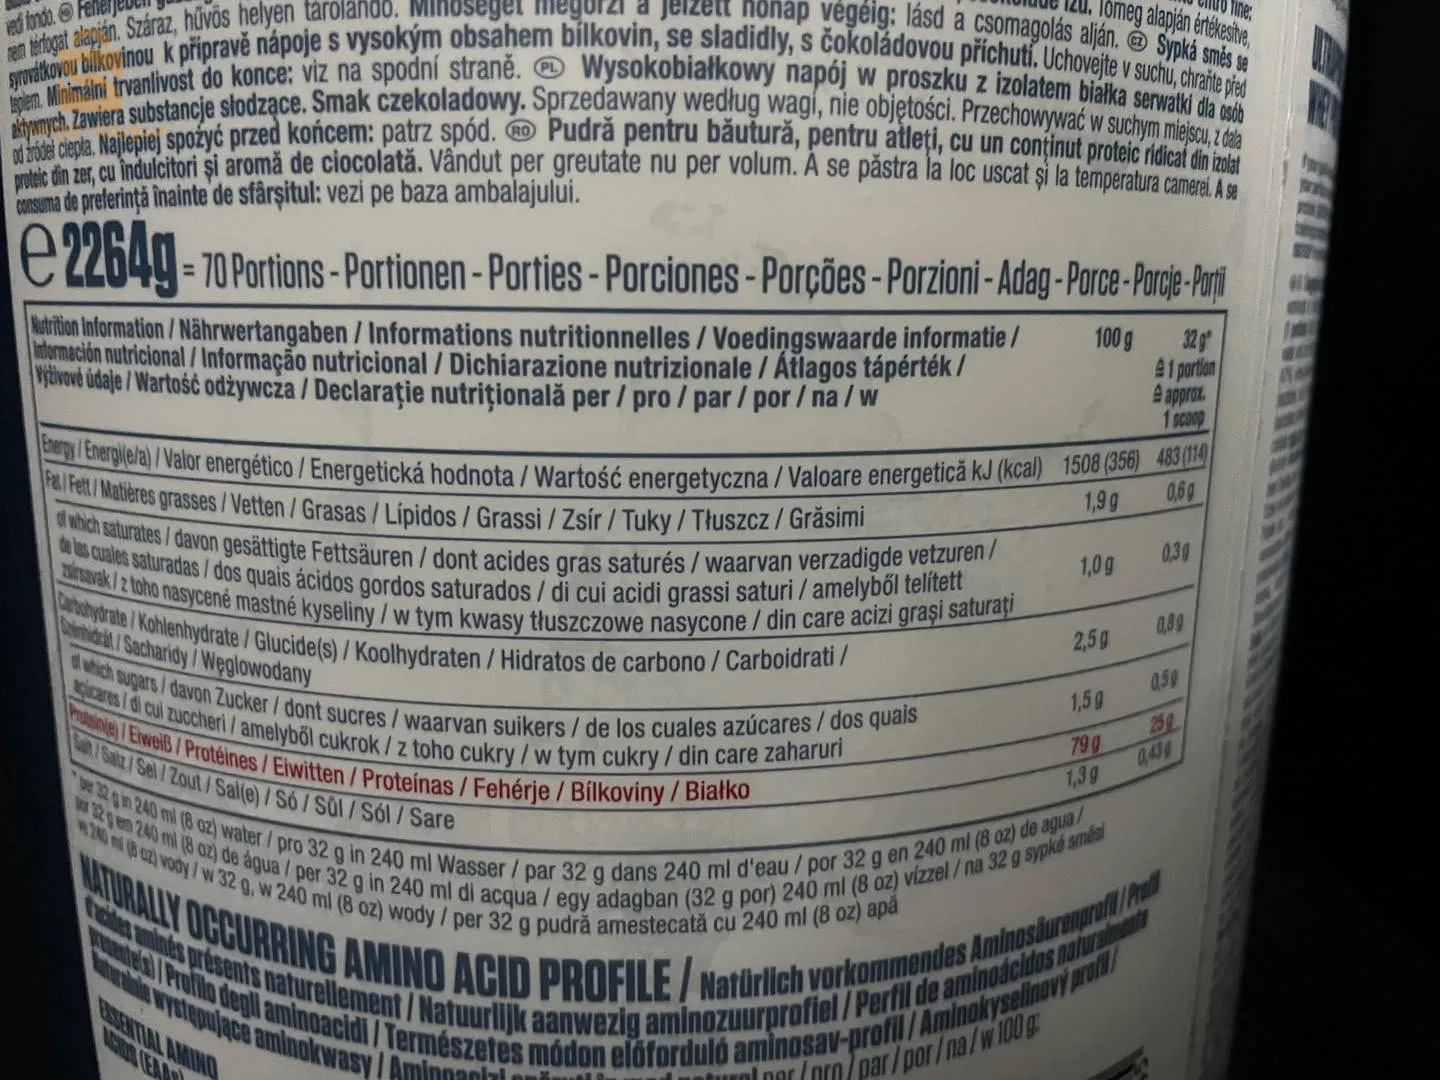 nem térfogat alapján. Száraz, hűvös helyen tárolandó. Minőségét megőrzi a jelzett hónap végéig: lásd a csomagolás alján. CZ Sypká směs se
syrovátkovou bílkovinou k přípravě nápoje s vysokým obsahem bílkovin, se sladidly, s čokoládovou příchutí. Uchovejte v suchu, chraňte před
teplem. Minimální trvanlivost do konce: viz na spodní straně. PL Wysokobiałkowy napój w proszku z izolatem białka serwatki dla osób
aktywnych. Zawiera substancje słodzące. Smak czekoladowy. Sprzedawany według wagi, nie objętości. Przechowywać w suchym miejscu, z dala
od źródeł ciepła. Najlepiej spożyć przed końcem: patrz spód. RO Pudră pentru băutură, pentru atleți, cu un conținut proteic ridicat din izolat
proteic din zer, cu îndulcitori și aromă de ciocolată. Vândut per greutate nu per volum. A se păstra la loc uscat și la temperatura camerei. A se
consuma de preferință înainte de sfârșitul: vezi pe baza ambalajului.
e 2264g = 70 Portions - Portionen - Porties - Porciones - Porções - Porzioni - Adag - Porce - Porcje - Porții
Nutrition Information / Nährwertangaben / Informations nutritionnelles / Voedingswaarde informatie / 100 g 32 g*
Información nutricional / Informação nutricional / Dichiarazione nutrizionale / Átlagos tápérték / ≙ 1 portion
Výživové údaje / Wartość odżywcza / Declarație nutrițională per / pro / par / por / na / w ≙ approx.
1 scoop
Energy / Energi(e/a) / Valor energético / Energetická hodnota / Wartość energetyczna / Valoare energetică kJ (kcal) 1508 (356) 483 (114)
Fat / Fett / Matières grasses / Vetten / Grasas / Lípidos / Grassi / Zsír / Tuky / Tłuszcz / Grăsimi 1,9 g 0,6 g
of which saturates / davon gesättigte Fettsäuren / dont acides gras saturés / waarvan verzadigde vetzuren /
de las cuales saturadas / dos quais ácidos gordos saturados / di cui acidi grassi saturi / amelyből telített 1,0 g 0,3 g
zsírsavak / z toho nasycené mastné kyseliny / w tym kwasy tłuszczowe nasycone / din care acizi grași saturați
Carbohydrate / Kohlenhydrate / Glucide(s) / Koolhydraten / Hidratos de carbono / Carboidrati / 2,5 g 0,8 g
Szénhidrát / Sacharidy / Węglowodany
of which sugars / davon Zucker / dont sucres / waarvan suikers / de los cuales azúcares / dos quais 1,5 g 0,5 g
açúcares / di cui zuccheri / amelyből cukrok / z toho cukry / w tym cukry / din care zaharuri
Protein(e) / Eiweiß / Protéines / Eiwitten / Proteínas / Fehérje / Bílkoviny / Białko 79 g 25 g
Salt / Salz / Sel / Zout / Sal(e) / Só / Sůl / Sól / Sare 1,3 g 0,43 g
* per 32 g in 240 ml (8 oz) water / pro 32 g in 240 ml Wasser / par 32 g dans 240 ml d'eau / por 32 g en 240 ml (8 oz) de agua /
por 32 g em 240 ml (8 oz) de água / per 32 g in 240 ml di acqua / egy adagban (32 g por) 240 ml (8 oz) vízzel / na 32 g sypké směsi
ve 240 ml (8 oz) vody / w 32 g, w 240 ml (8 oz) wody / per 32 g pudră amestecată cu 240 ml (8 oz) apă
NATURALLY OCCURRING AMINO ACID PROFILE / Natürlich vorkommendes Aminosäurenprofil / Profil
d'acides aminés présents naturellement / Natuurlijk aanwezig aminozuurprofiel / Perfil de aminoácidos naturalmente
presente(s) / Profilo degli aminoacidi / Természetes módon előforduló aminosav-profil / Aminokyselinový profil /
Naturalnie występujące aminokwasy / par / por / na / w 100 g:
ESSENTIAL AMINO
ACIDS (EAAs)